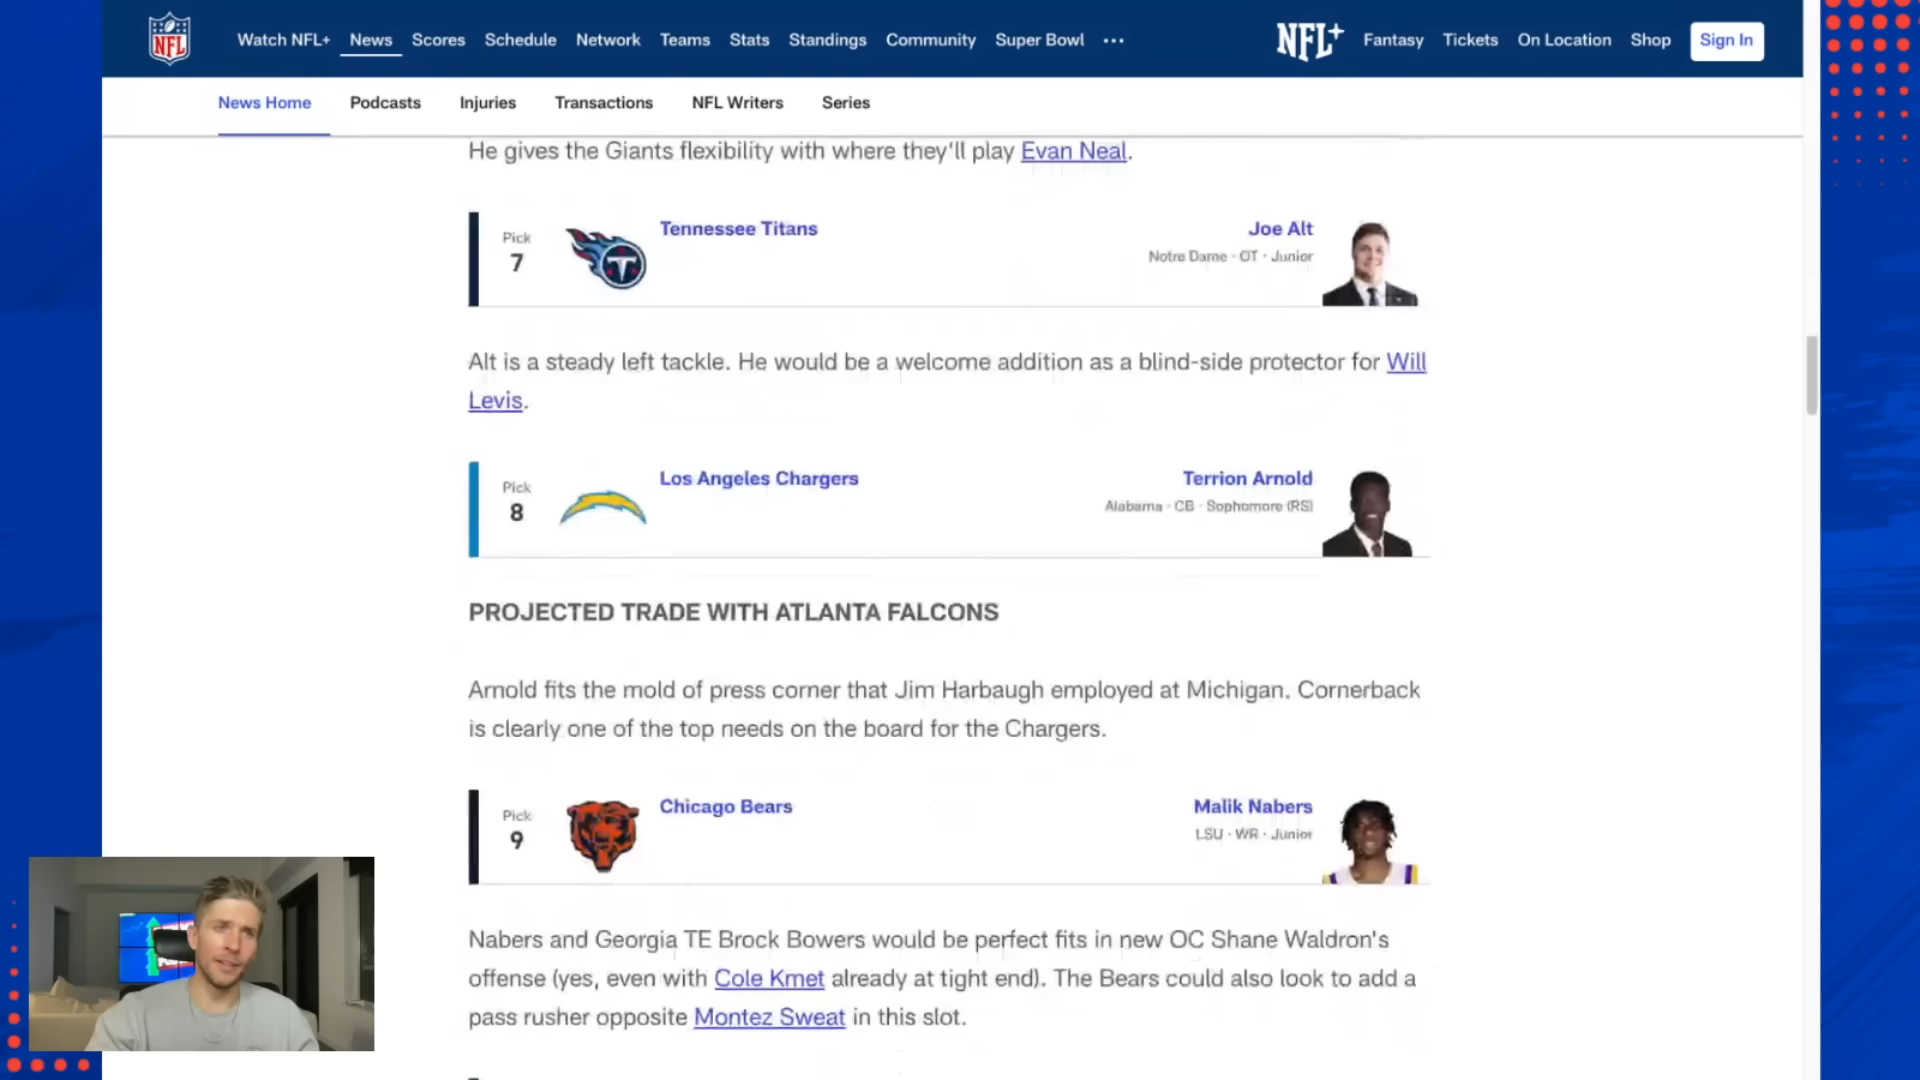 NFL
Watch NFL+ News Scores Schedule Network Teams Stats Standings Community Super Bowl ••• NFL+ Fantasy Tickets On Location Shop Sign In
News Home Podcasts Injuries Transactions NFL Writers Series
He gives the Giants flexibility with where they'll play Evan Neal.
Pick
7
Tennessee Titans
Joe Alt
Notre Dame · OT · Junior
Alt is a steady left tackle. He would be a welcome addition as a blind-side protector for Will
Levis.
Pick
8
Los Angeles Chargers
Terrion Arnold
Alabama · CB · Sophomore (RS)
PROJECTED TRADE WITH ATLANTA FALCONS
Arnold fits the mold of press corner that Jim Harbaugh employed at Michigan. Cornerback
is clearly one of the top needs on the board for the Chargers.
Pick
9
Chicago Bears
Malik Nabers
LSU · WR · Junior
Nabers and Georgia TE Brock Bowers would be perfect fits in new OC Shane Waldron's
offense (yes, even with Cole Kmet already at tight end). The Bears could also look to add a
pass rusher opposite Montez Sweat in this slot.